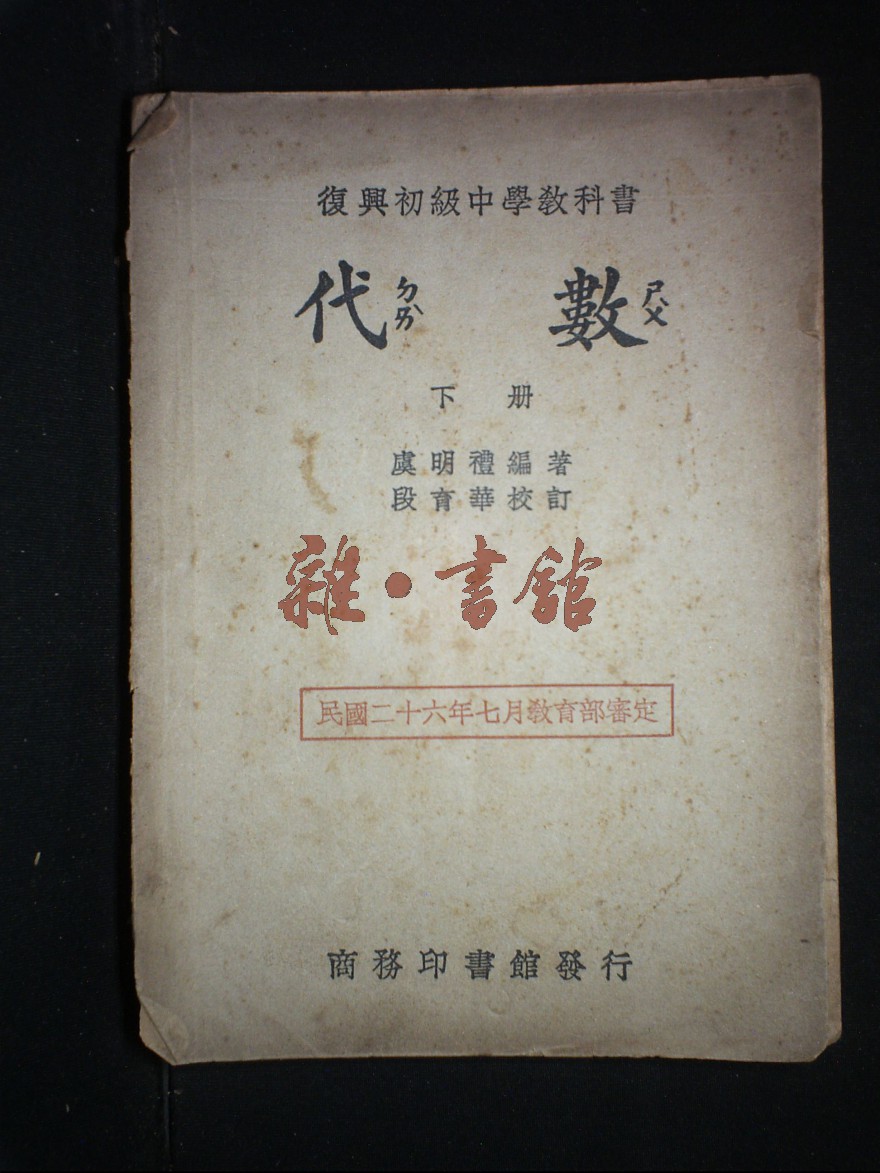 復興初級中學教科書
代ㄉㄞˋ 數ㄕㄨˋ
下册
虞明禮編著
段育華校訂
雜·書館
民國二十六年七月教育部審定
商務印書館發行